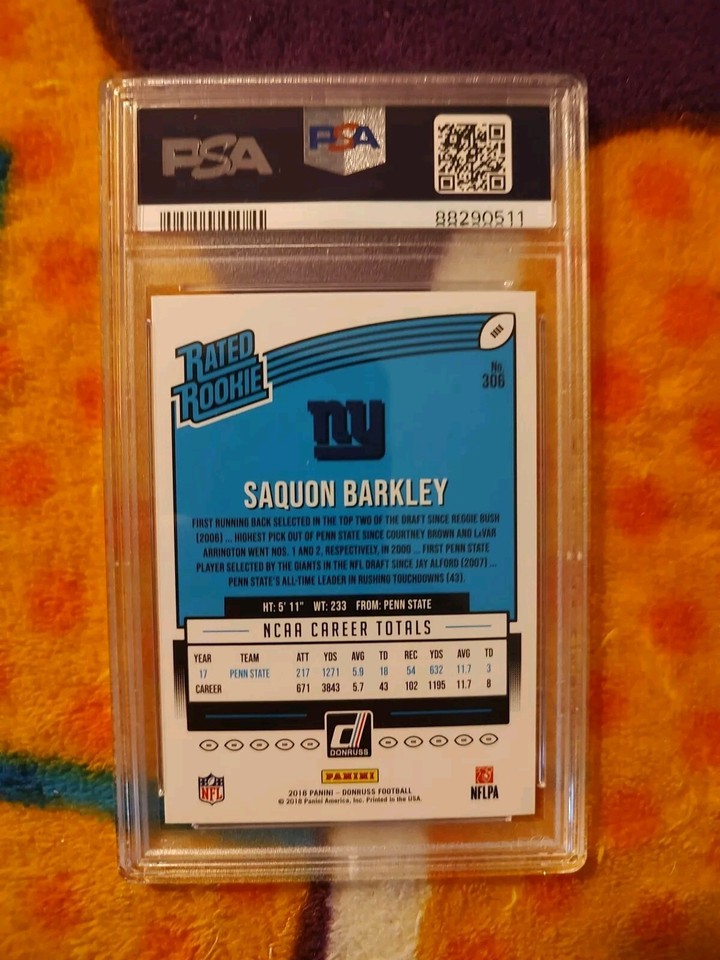 PSA
PSA
88290511
RATED
ROOKIE
No.
306
ny
SAQUON BARKLEY
FIRST RUNNING BACK SELECTED IN THE TOP TWO OF THE DRAFT SINCE REGGIE BUSH
(2006) ... HIGHEST PICK OUT OF PENN STATE SINCE COURTNEY BROWN AND LaVAR
ARRINGTON WENT NOS. 1 AND 2, RESPECTIVELY, IN 2000 ... FIRST PENN STATE
PLAYER SELECTED BY THE GIANTS IN THE NFL DRAFT SINCE JAY ALFORD (2007) ...
PENN STATE'S ALL-TIME LEADER IN RUSHING TOUCHDOWNS (43).
HT: 5' 11" WT: 233 FROM: PENN STATE
NCAA CAREER TOTALS
YEAR TEAM ATT YDS AVG TD REC YDS AVG TD
17 PENN STATE 217 1271 5.9 18 54 632 11.7 3
CAREER 671 3843 5.7 43 102 1195 11.7 8
d
DONRUSS
NFL
PANINI
NFLPA
2018 PANINI – DONRUSS FOOTBALL
© 2018 Panini America, Inc. Printed in the USA.